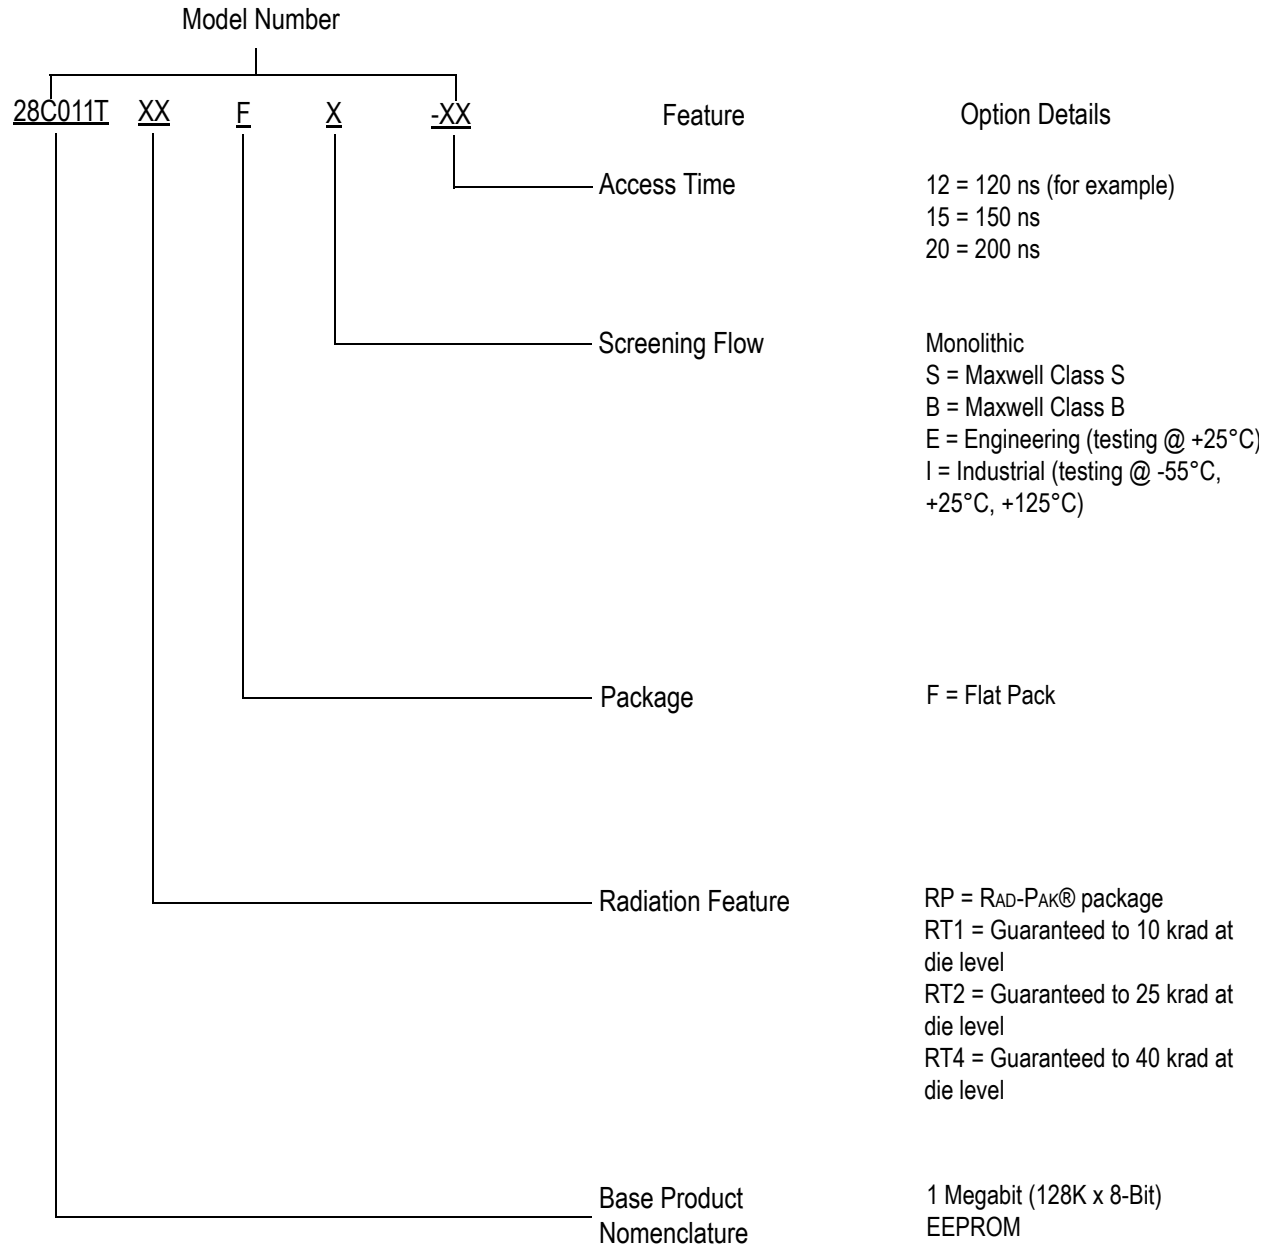 Model Number
28C011T XX F X -XX Feature Option Details
Access Time 12 = 120 ns (for example)
15 = 150 ns
20 = 200 ns
Screening Flow Monolithic
S = Maxwell Class S
B = Maxwell Class B
E = Engineering (testing @ +25°C)
I = Industrial (testing @ -55°C,
+25°C, +125°C)
Package F = Flat Pack
Radiation Feature RP = RAD-PAK® package
RT1 = Guaranteed to 10 krad at
die level
RT2 = Guaranteed to 25 krad at
die level
RT4 = Guaranteed to 40 krad at
die level
Base Product 1 Megabit (128K x 8-Bit)
Nomenclature EEPROM